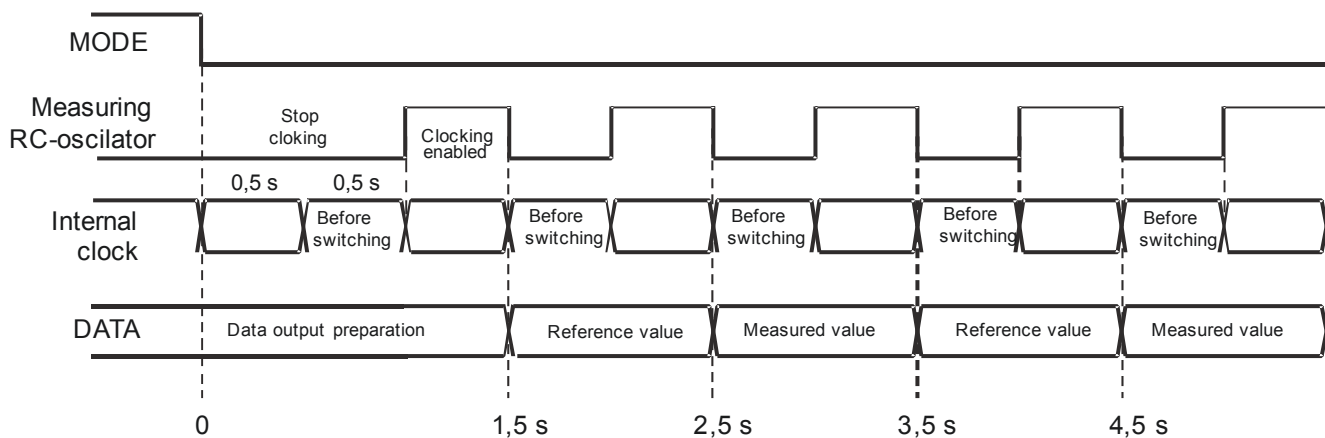 MODE
Measuring
RC-oscilator
Stop
cloking
Clocking
enabled
0,5 s
0,5 s
Internal
clock
Before
switching
Before
switching
Before
switching
Before
switching
Before
switching
DATA
Data output preparation
Reference value
Measured value
Reference value
Measured value
0
1,5 s
2,5 s
3,5 s
4,5 s